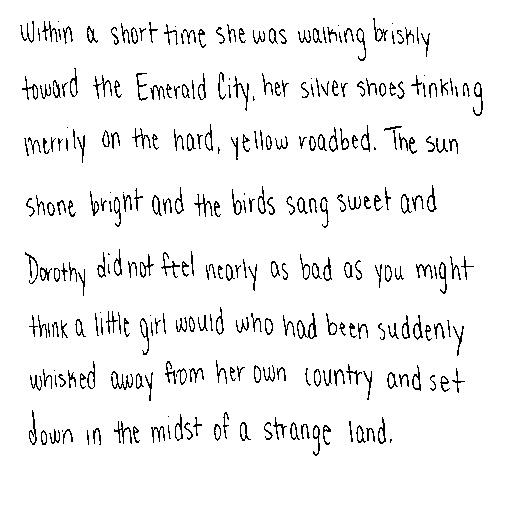 Within a short time she was walking briskly
toward the Emerald City, her silver shoes tinkling
merrily on the hard, yellow roadbed. The sun
shone bright and the birds sang sweet and
Dorothy did not feel nearly as bad as you might
think a little girl would who had been suddenly
whisked away from her own country and set
down in the midst of a strange land.